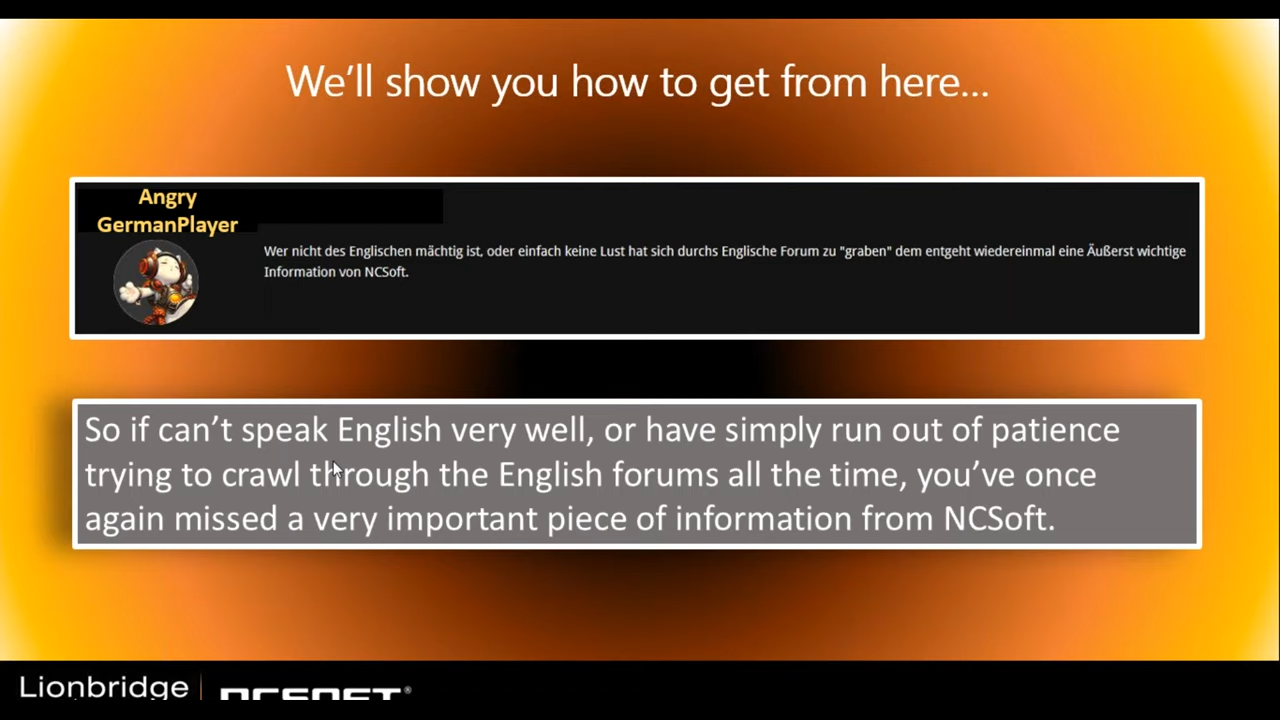 We'll show you how to get from here...
Angry
GermanPlayer
Wer nicht des Englischen mächtig ist, oder einfach keine Lust hat sich durchs Englische Forum zu "graben" dem entgeht wiedereinmal eine Äußerst wichtige
Information von NCSoft.
So if can't speak English very well, or have simply run out of patience
trying to crawl through the English forums all the time, you've once
again missed a very important piece of information from NCSoft.
Lionbridge
NCSOFT®